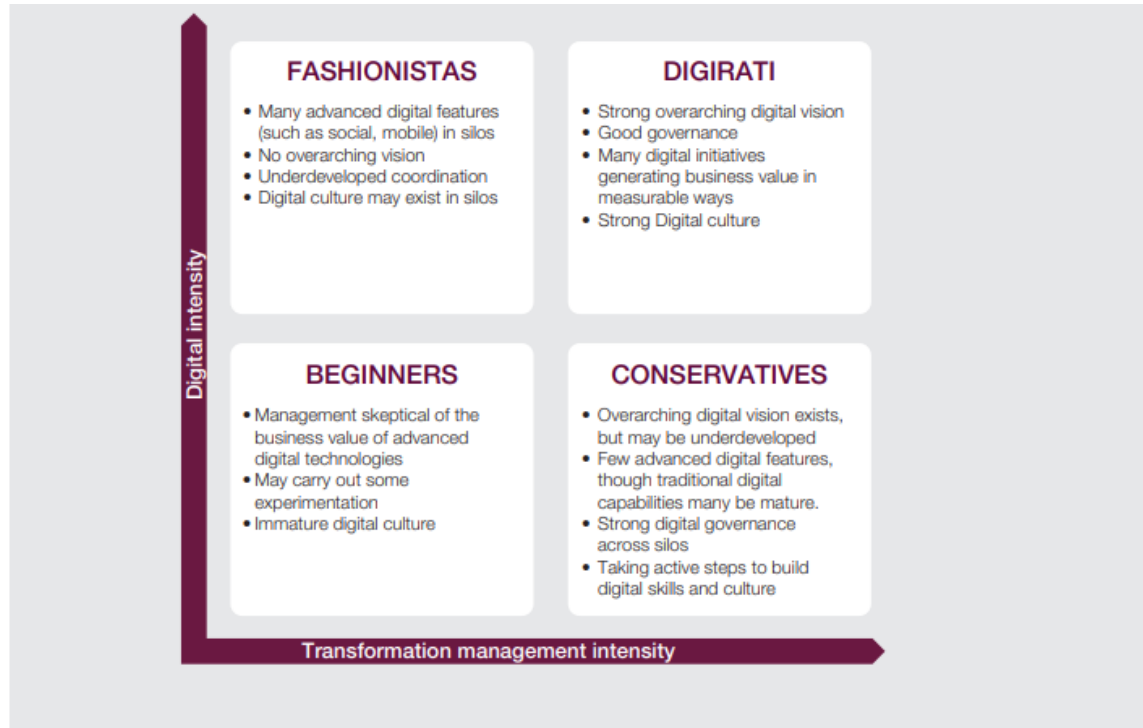 FASHIONISTAS
• Many advanced digital features
(such as social, mobile) in silos
• No overarching vision
• Underdeveloped coordination
• Digital culture may exist in silos
DIGIRATI
• Strong overarching digital vision
• Good governance
• Many digital initiatives
generating business value in
measurable ways
• Strong Digital culture
Digital intensity
BEGINNERS
• Management skeptical of the
business value of advanced
digital technologies
• May carry out some
experimentation
• Immature digital culture
CONSERVATIVES
• Overarching digital vision exists,
but may be underdeveloped
• Few advanced digital features,
though traditional digital
capabilities many be mature.
• Strong digital governance
across silos
• Taking active steps to build
digital skills and culture
Transformation management intensity